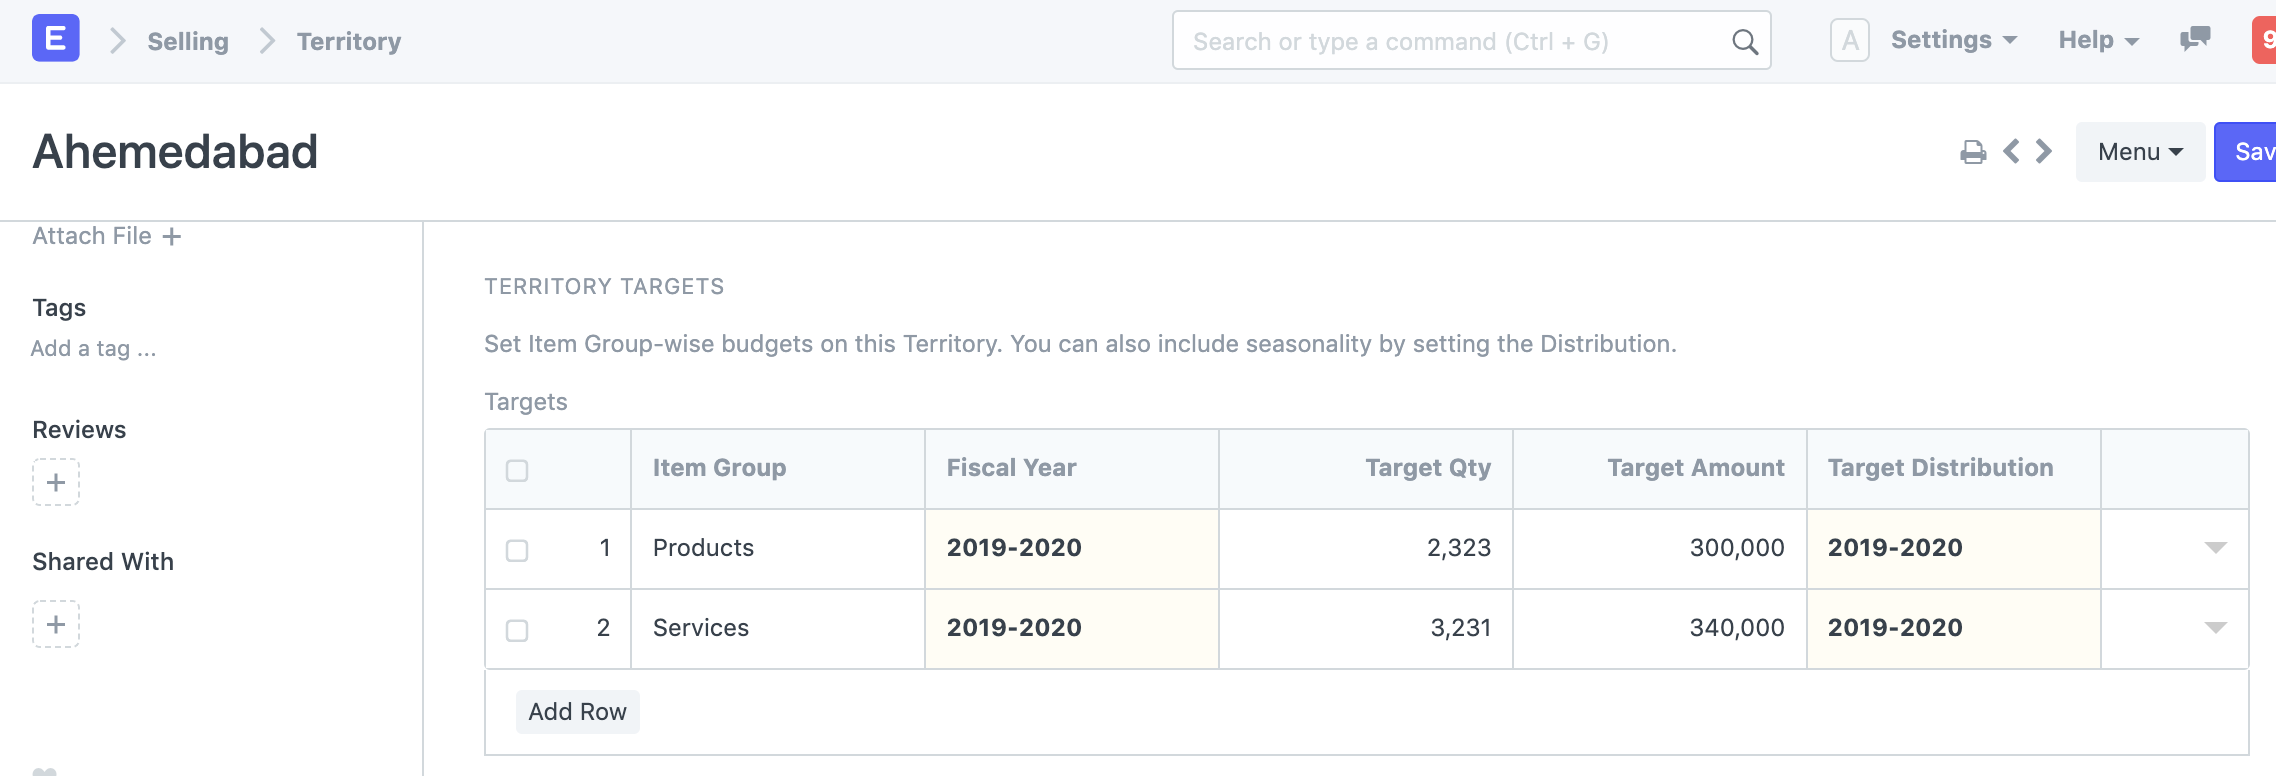 E Selling Territory Search or type a command (Ctrl + G) A Settings Help 9
Ahemedabad Menu Sav
Attach File +
Tags
Add a tag ...
Reviews
+
Shared With
+
TERRITORY TARGETS
Set Item Group-wise budgets on this Territory. You can also include seasonality by setting the Distribution.
Targets
Item Group Fiscal Year Target Qty Target Amount Target Distribution
1 Products 2019-2020 2,323 300,000 2019-2020
2 Services 2019-2020 3,231 340,000 2019-2020
Add Row